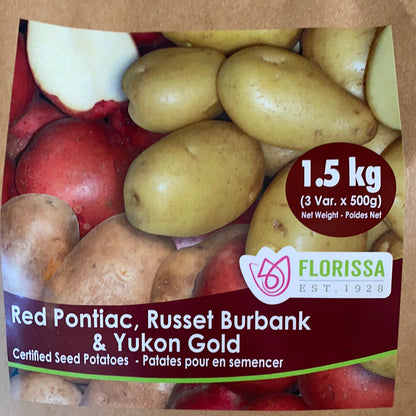 1.5 kg
(3 Var. x 500g)
Net Weight - Poides Net
FLORISSA
EST. 1928
Red Pontiac, Russet Burbank
& Yukon Gold
Certified Seed Potatoes - Patates pour en semencer